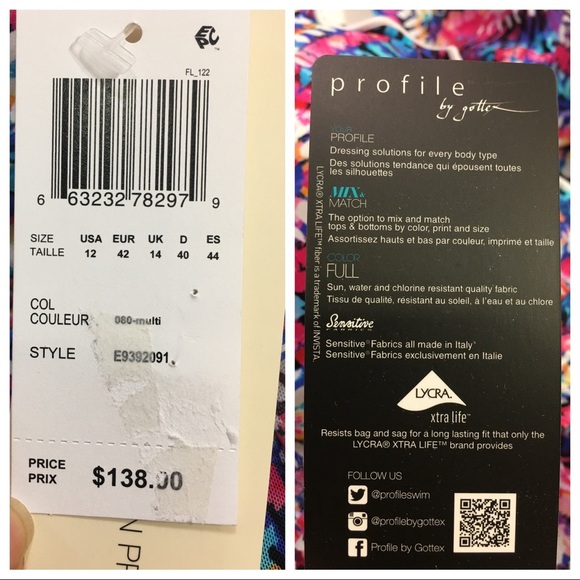 EPC™
FL_122
6 63232 78297 9
SIZE USA EUR UK D ES
TAILLE 12 42 14 40 44
COL
COULEUR 060-multi
STYLE E9392091
PRICE
PRIX $138.00
N PR
profile
by gottex
YOUR
PROFILE
Dressing solutions for every body type
Des solutions tendance qui épousent toutes
les silhouettes
MIX &
MATCH
The option to mix and match
tops & bottoms by color, print and size
Assortissez hauts et bas par couleur, imprimé et taille
COLOR
FULL
Sun, water and chlorine resistant quality fabric
Tissu de qualité, résistant au soleil, à l'eau et au chlore
Sensitive
FABRICS
Sensitive® Fabrics all made in Italy
Sensitive® Fabrics exclusivement en Italie
LYCRA® XTRA LIFE™ fiber is a trademark of INVISTA.
LYCRA.
xtra life™
Resists bag and sag for a long lasting fit that only the
LYCRA® XTRA LIFE™ brand provides
FOLLOW US
@profileswim
@profilebygottex
Profile by Gottex